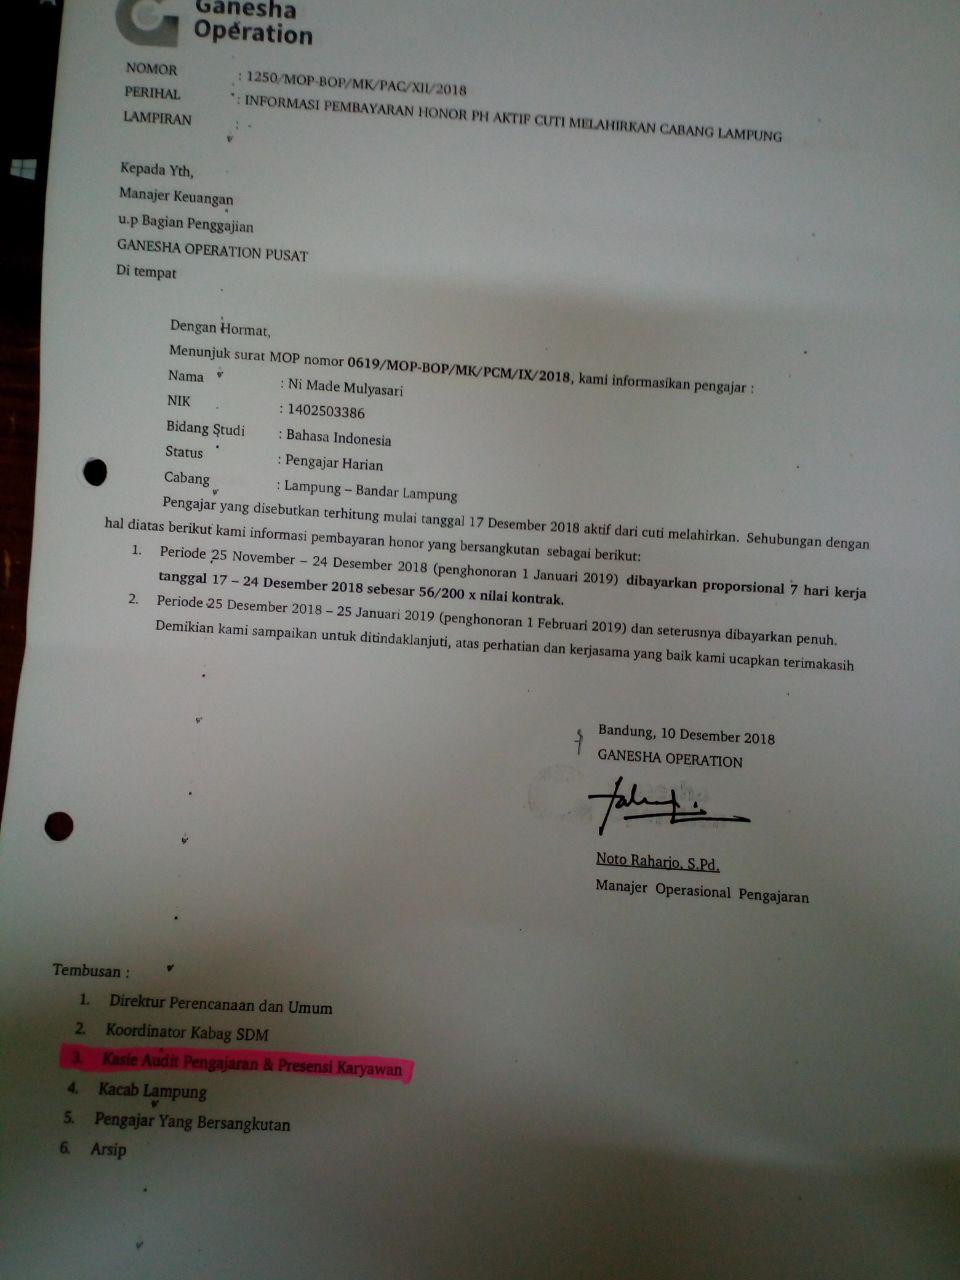 Ganesha
Operation
NOMOR : 1250/MOP-BOP/MK/PAC/XII/2018
PERIHAL : INFORMASI PEMBAYARAN HONOR PH AKTIF CUTI MELAHIRKAN CABANG LAMPUNG
LAMPIRAN : -
Kepada Yth,
Manajer Keuangan
u.p Bagian Penggajian
GANESHA OPERATION PUSAT
Di tempat
Dengan Hormat,
Menunjuk surat MOP nomor 0619/MOP-BOP/MK/PCM/IX/2018, kami informasikan pengajar :
Nama : Ni Made Mulyasari
NIK : 1402503386
Bidang Studi : Bahasa Indonesia
Status : Pengajar Harian
Cabang : Lampung – Bandar Lampung
Pengajar yang disebutkan terhitung mulai tanggal 17 Desember 2018 aktif dari cuti melahirkan. Sehubungan dengan
hal diatas berikut kami informasi pembayaran honor yang bersangkutan sebagai berikut:
1. Periode 25 November – 24 Desember 2018 (penghonoran 1 Januari 2019) dibayarkan proporsional 7 hari kerja
tanggal 17 – 24 Desember 2018 sebesar 56/200 x nilai kontrak.
2. Periode 25 Desember 2018 – 25 Januari 2019 (penghonoran 1 Februari 2019) dan seterusnya dibayarkan penuh.
Demikian kami sampaikan untuk ditindaklanjuti, atas perhatian dan kerjasama yang baik kami ucapkan terimakasih
Bandung, 10 Desember 2018
GANESHA OPERATION
Noto Raharjo, S.Pd.
Manajer Operasional Pengajaran
Tembusan :
1. Direktur Perencanaan dan Umum
2. Koordinator Kabag SDM
3. Kasie Audit Pengajaran & Presensi Karyawan
4. Kacab Lampung
5. Pengajar Yang Bersangkutan
6. Arsip